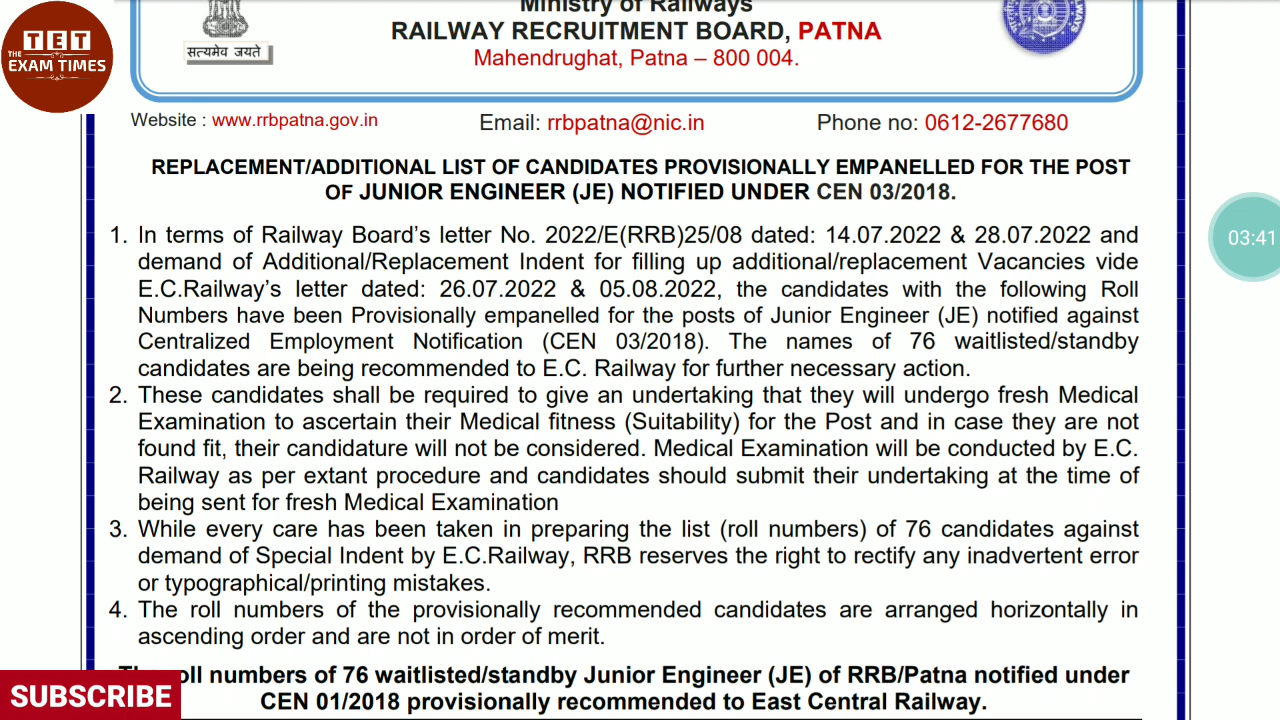 Ministry of Railways
RAILWAY RECRUITMENT BOARD, PATNA
Mahendrughat, Patna – 800 004.
सत्यमेव जयते
TET
THE
EXAM TIMES
Website : www.rrbpatna.gov.in Email: rrbpatna@nic.in Phone no: 0612-2677680
REPLACEMENT/ADDITIONAL LIST OF CANDIDATES PROVISIONALLY EMPANELLED FOR THE POST
OF JUNIOR ENGINEER (JE) NOTIFIED UNDER CEN 03/2018.
1. In terms of Railway Board's letter No. 2022/E(RRB)25/08 dated: 14.07.2022 & 28.07.2022 and
demand of Additional/Replacement Indent for filling up additional/replacement Vacancies vide
E.C.Railway's letter dated: 26.07.2022 & 05.08.2022, the candidates with the following Roll
Numbers have been Provisionally empanelled for the posts of Junior Engineer (JE) notified against
Centralized Employment Notification (CEN 03/2018). The names of 76 waitlisted/standby
candidates are being recommended to E.C. Railway for further necessary action.
2. These candidates shall be required to give an undertaking that they will undergo fresh Medical
Examination to ascertain their Medical fitness (Suitability) for the Post and in case they are not
found fit, their candidature will not be considered. Medical Examination will be conducted by E.C.
Railway as per extant procedure and candidates should submit their undertaking at the time of
being sent for fresh Medical Examination
3. While every care has been taken in preparing the list (roll numbers) of 76 candidates against
demand of Special Indent by E.C.Railway, RRB reserves the right to rectify any inadvertent error
or typographical/printing mistakes.
4. The roll numbers of the provisionally recommended candidates are arranged horizontally in
ascending order and are not in order of merit.
roll numbers of 76 waitlisted/standby Junior Engineer (JE) of RRB/Patna notified under
CEN 01/2018 provisionally recommended to East Central Railway.
03:41
SUBSCRIBE